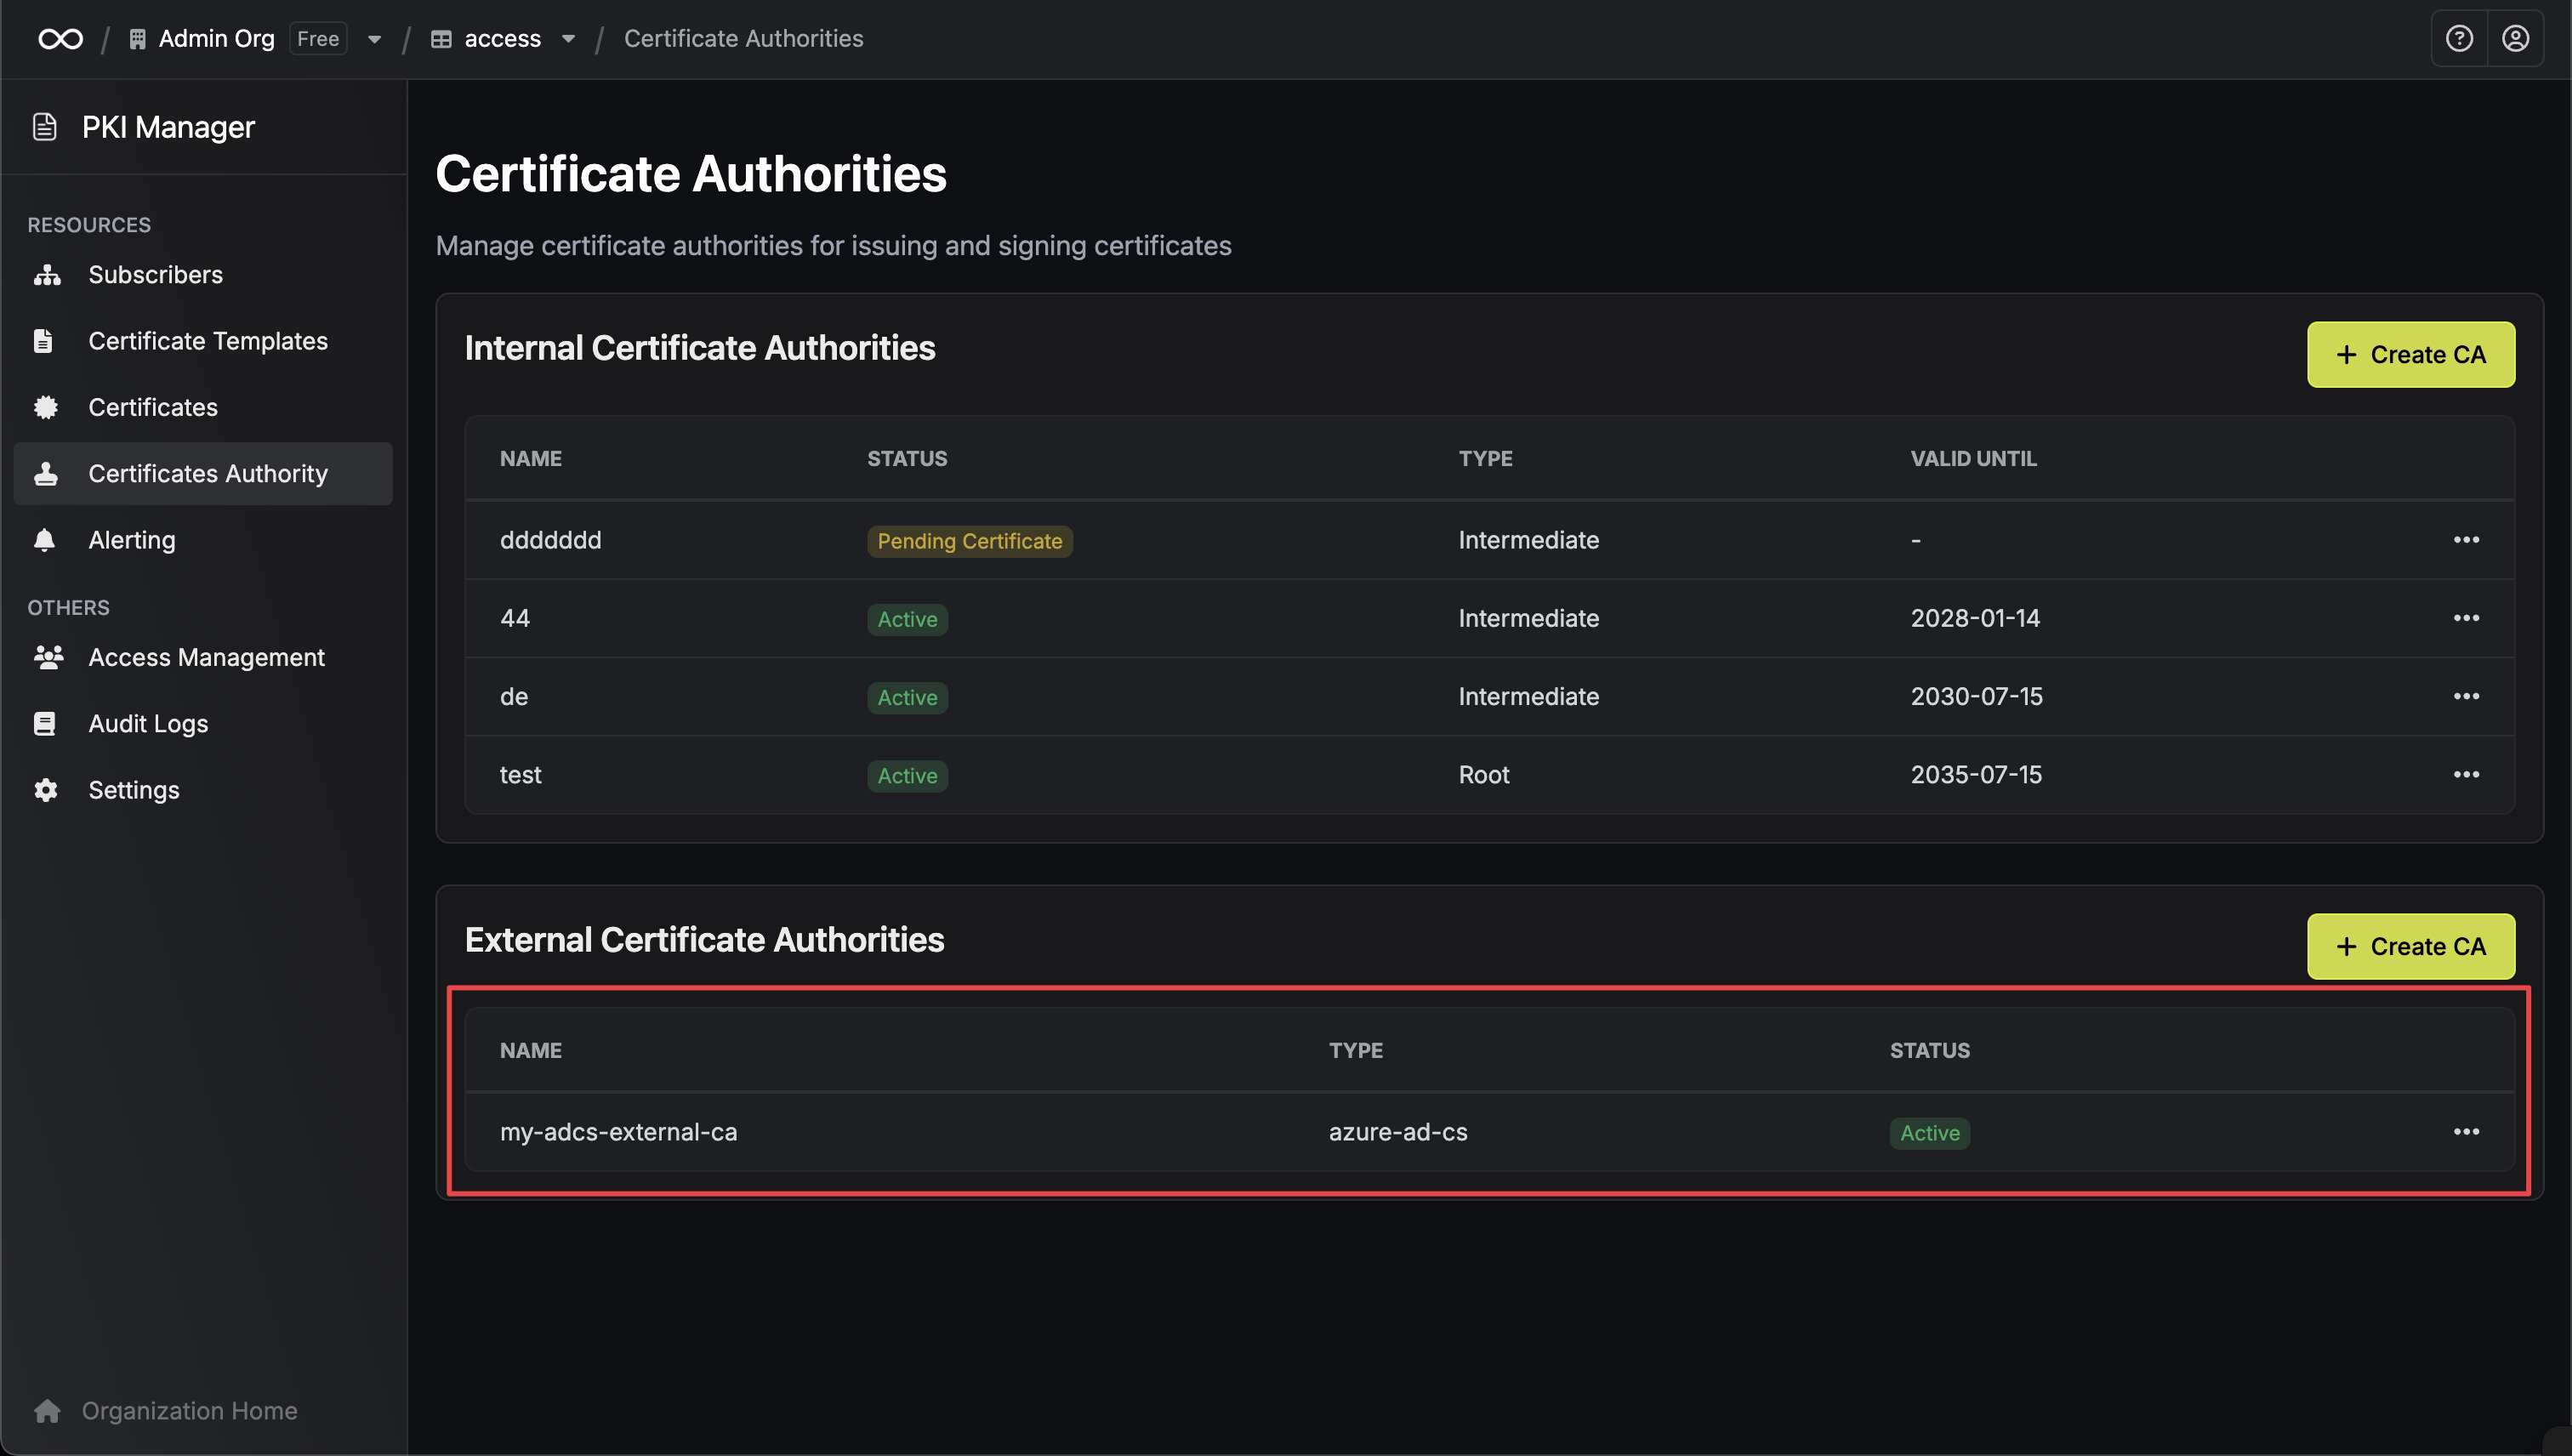 / Admin Org Free / access / Certificate Authorities
PKI Manager
RESOURCES
Subscribers
Certificate Templates
Certificates
Certificates Authority
Alerting
OTHERS
Access Management
Audit Logs
Settings
Organization Home
Certificate Authorities
Manage certificate authorities for issuing and signing certificates
Internal Certificate Authorities
+ Create CA
NAME STATUS TYPE VALID UNTIL
ddddddd Pending Certificate Intermediate -
44 Active Intermediate 2028-01-14
de Active Intermediate 2030-07-15
test Active Root 2035-07-15
External Certificate Authorities
+ Create CA
NAME TYPE STATUS
my-adcs-external-ca azure-ad-cs Active